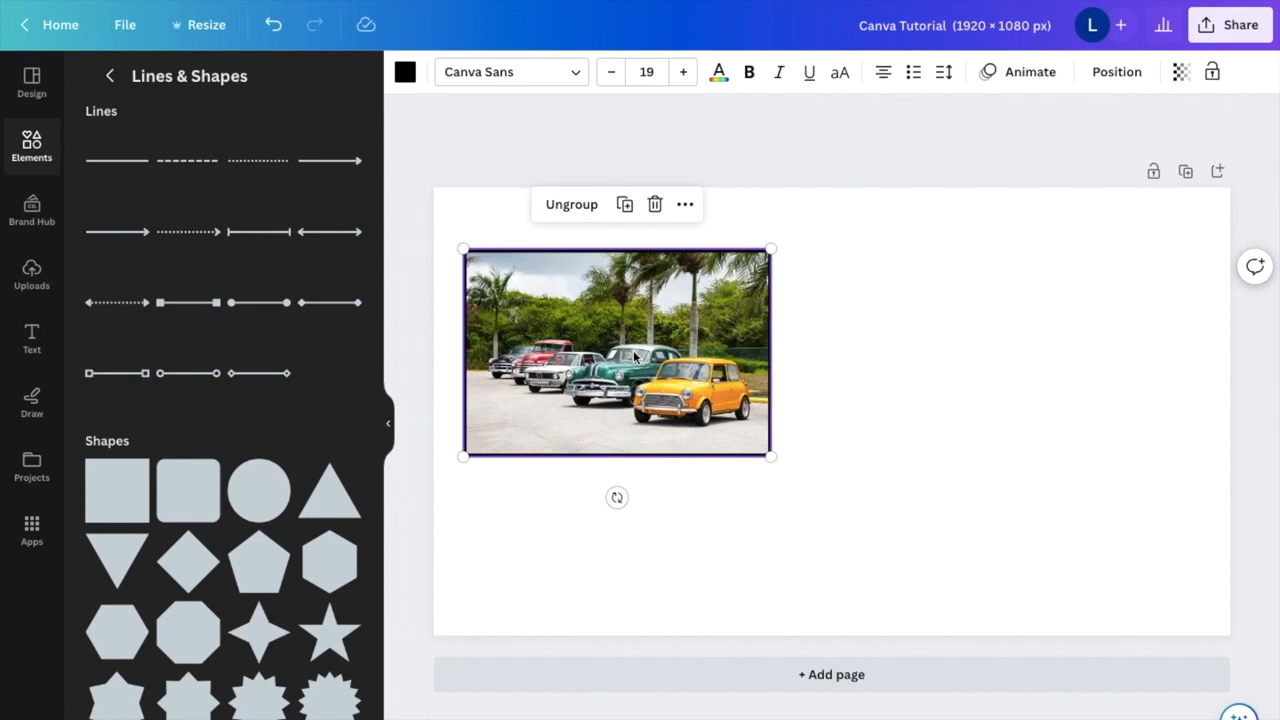 Home File Resize Canva Tutorial (1920 × 1080 px) L + Share
Design
Elements
Brand Hub
Uploads
Text
Draw
Projects
Apps
Lines & Shapes
Lines
Shapes
Canva Sans – 19 + A B I U aA Animate Position
Ungroup
+ Add page